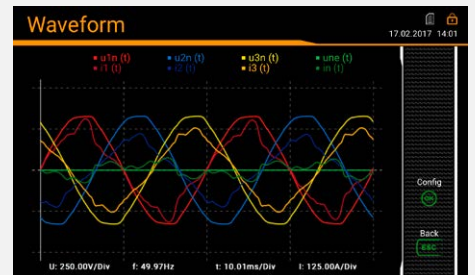 Waveform
17.02.2017 14:01
u1n (t) u2n (t) u3n (t) une (t)
i1 (t) i2 (t) i3 (t) in (t)
Config
OK
Back
ESC
U: 250.00V/Div f: 49.97Hz t: 10.01ms/Div I: 125.00A/Div